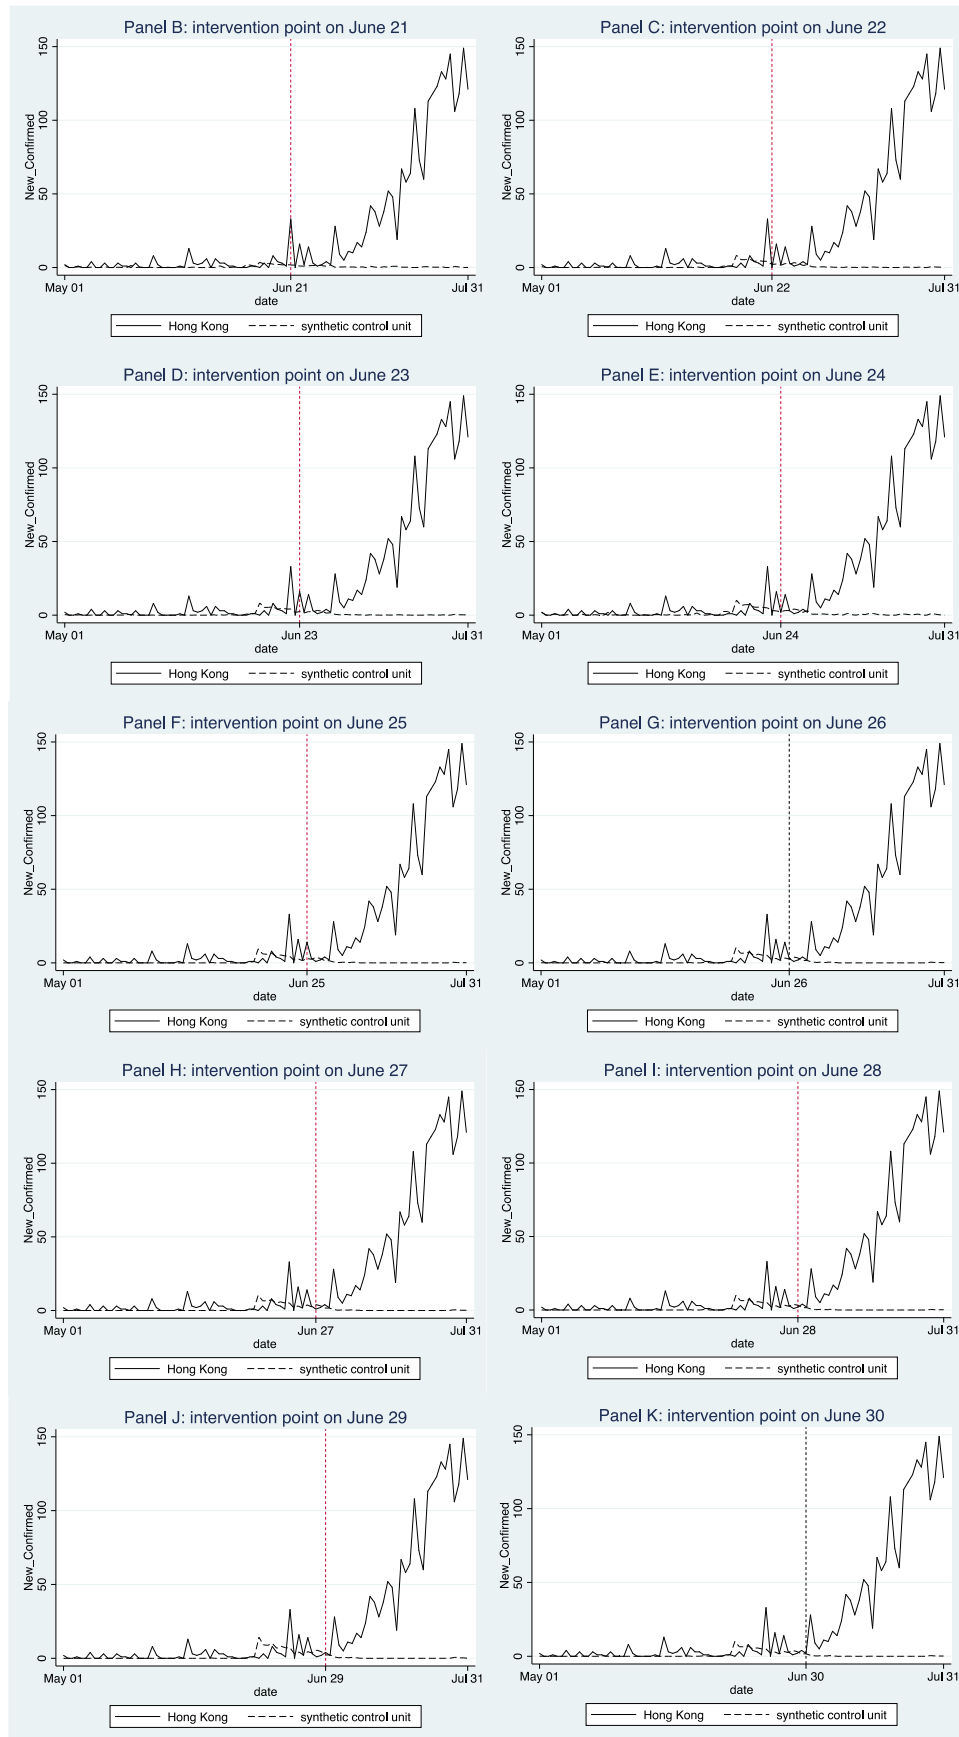 Panel B: intervention point on June 21
New_Confirmed
150
100
50
0
May 01
Jun 21
Jul 31
date
Hong Kong
synthetic control unit
Panel C: intervention point on June 22
New_Confirmed
150
100
50
0
May 01
Jun 22
Jul 31
date
Hong Kong
synthetic control unit
Panel D: intervention point on June 23
New_Confirmed
150
100
50
0
May 01
Jun 23
Jul 31
date
Hong Kong
synthetic control unit
Panel E: intervention point on June 24
New_Confirmed
150
100
50
0
May 01
Jun 24
Jul 31
date
Hong Kong
synthetic control unit
Panel F: intervention point on June 25
New_Confirmed
150
100
50
0
May 01
Jun 25
Jul 31
date
Hong Kong
synthetic control unit
Panel G: intervention point on June 26
New_Confirmed
150
100
50
0
May 01
Jun 26
Jul 31
date
Hong Kong
synthetic control unit
Panel H: intervention point on June 27
New_Confirmed
150
100
50
0
May 01
Jun 27
Jul 31
date
Hong Kong
synthetic control unit
Panel I: intervention point on June 28
New_Confirmed
150
100
50
0
May 01
Jun 28
Jul 31
date
Hong Kong
synthetic control unit
Panel J: intervention point on June 29
New_Confirmed
150
100
50
0
May 01
Jun 29
Jul 31
date
Hong Kong
synthetic control unit
Panel K: intervention point on June 30
New_Confirmed
150
100
50
0
May 01
Jun 30
Jul 31
date
Hong Kong
synthetic control unit